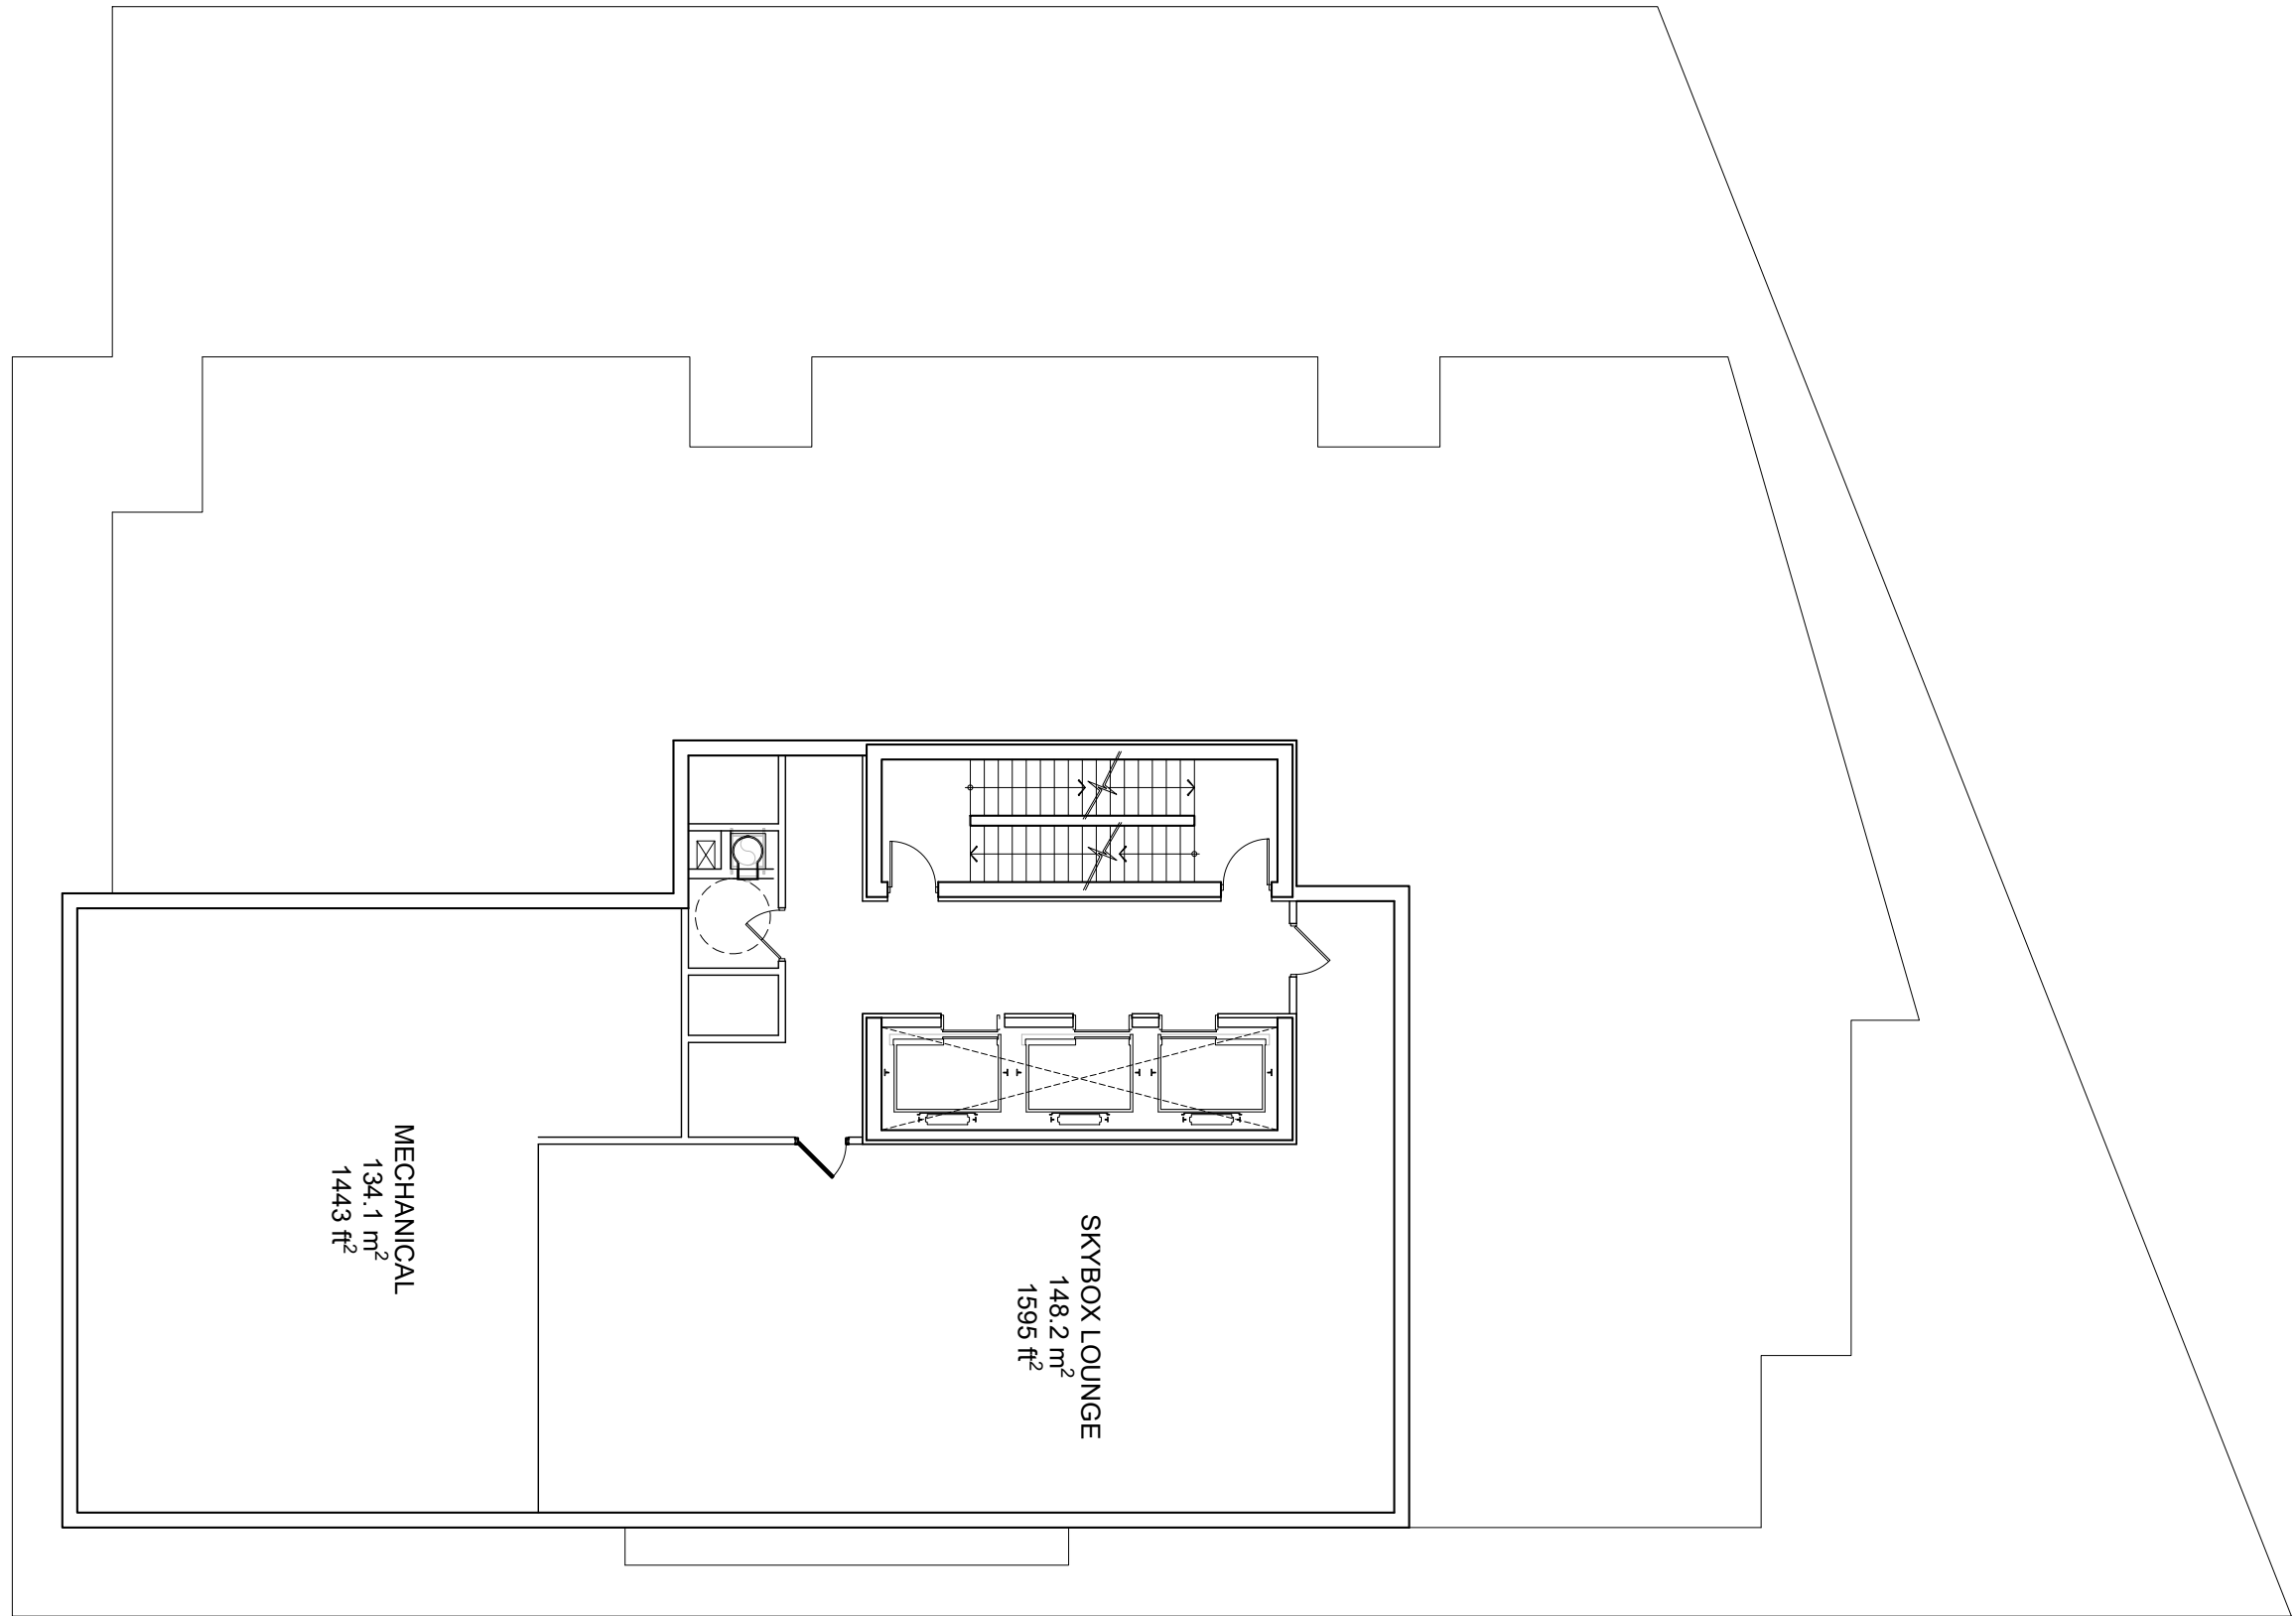 MECHANICAL
134.1 m²
1443 ft²
SKYBOX LOUNGE
148.2 m²
1595 ft²